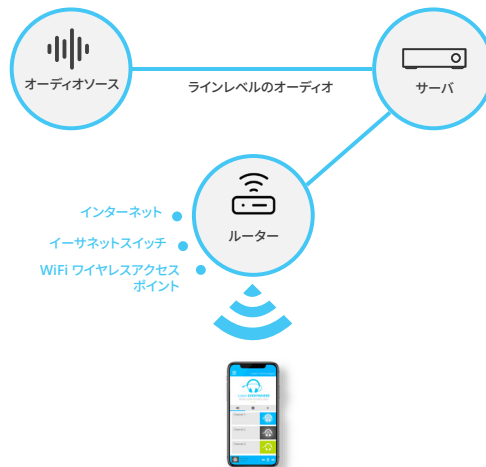 オーディオソース
ラインレベルのオーディオ
サーバ
ルーター
インターネット
イーサネットスイッチ
WiFi ワイヤレスアクセス
ポイント